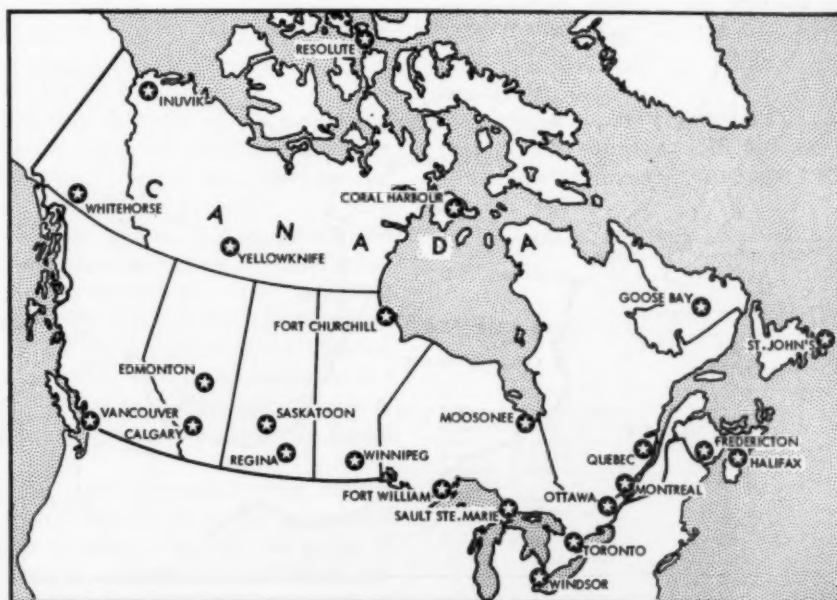 RESOLUTE
INUVIK
WHITEHORSE
CORAL HARBOUR
C A N A D A
YELLOWKNIFE
GOOSE BAY
FORT CHURCHILL
ST. JOHN'S
EDMONTON
VANCOUVER
CALGARY
SASKATOON
MOOSONEE
REGINA
WINNIPEG
QUEBEC
FREDERICTON
HALIFAX
FORT WILLIAM
OTTAWA
MONTREAL
SAULT STE. MARIE
TORONTO
WINDSOR